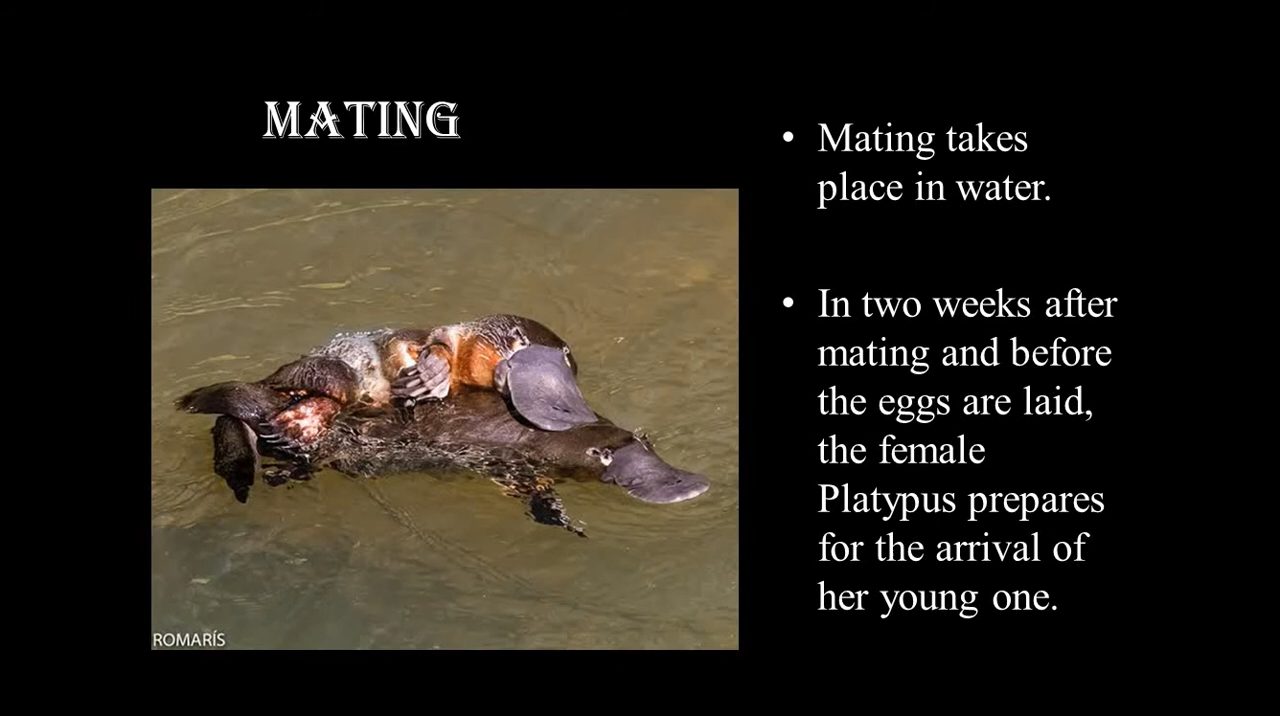 MATING
• Mating takes
place in water.
• In two weeks after
mating and before
the eggs are laid,
the female
Platypus prepares
for the arrival of
her young one.
ROMARÍS